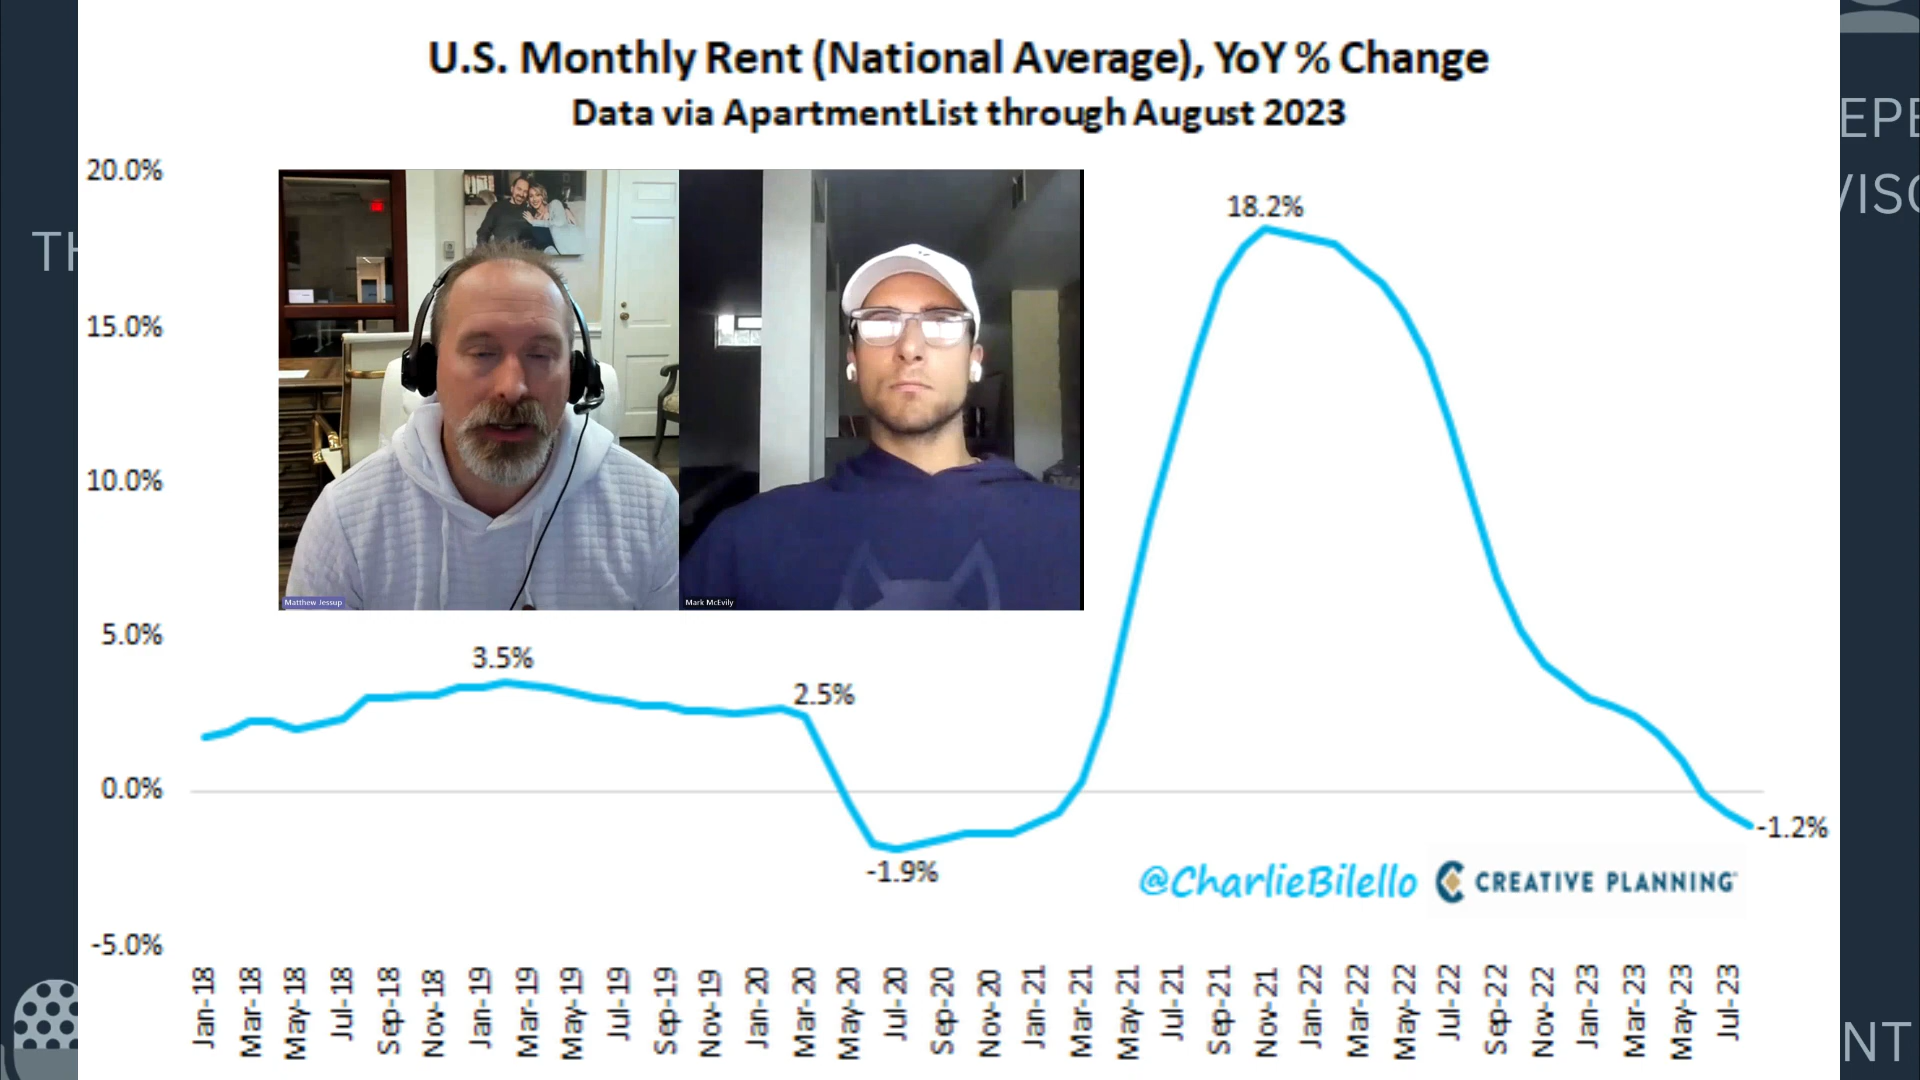 U.S. Monthly Rent (National Average), YoY % Change
Data via ApartmentList through August 2023
EPE
VISO
TH
20.0%
15.0%
10.0%
5.0%
0.0%
-5.0%
18.2%
3.5%
2.5%
-1.9%
-1.2%
Matthew Jessup
Mark McEvily
@CharlieBilello
CREATIVE PLANNING
Jan-18
Mar-18
May-18
Jul-18
Sep-18
Nov-18
Jan-19
Mar-19
May-19
Jul-19
Sep-19
Nov-19
Jan-20
Mar-20
May-20
Jul-20
Sep-20
Nov-20
Jan-21
Mar-21
May-21
Jul-21
Sep-21
Nov-21
Jan-22
Mar-22
May-22
Jul-22
Sep-22
Nov-22
Jan-23
Mar-23
May-23
Jul-23
NT